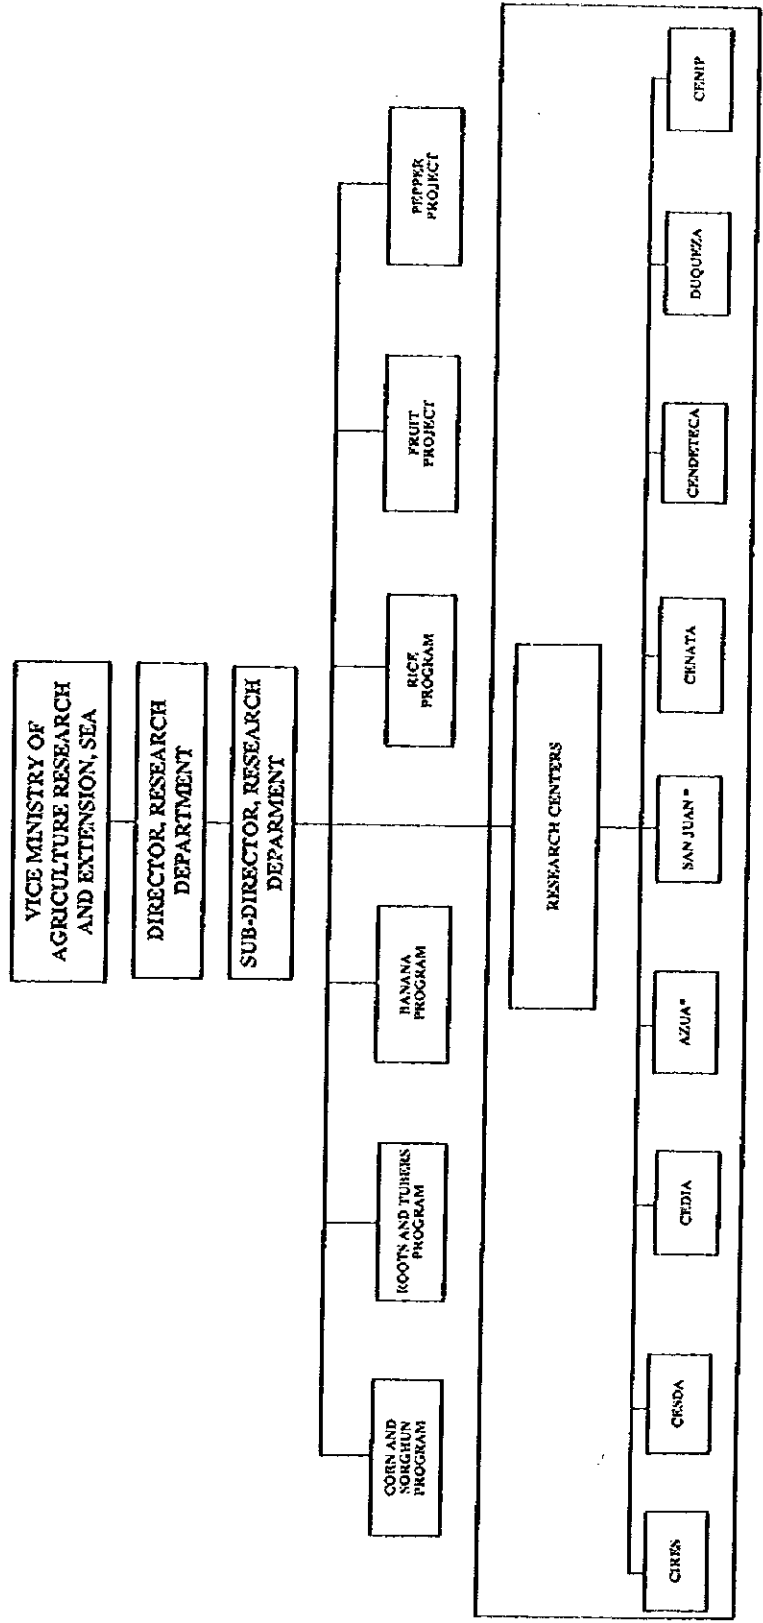 VICE MINISTRY OF
AGRICULTURE RESEARCH
AND EXTENSION, SEA
DIRECTOR, RESEARCH
DEPARTMENT
SUB-DIRECTOR, RESEARCH
DEPARMENT
CORN AND
SORGHUN
PROGRAM
ROOTS AND TUBERS
PROGRAM
BANANA
PROGRAM
RICE
PROGRAM
FRUIT
PROJECT
PEPPER
PROJECT
RESEARCH CENTERS
CIRES
CESDA
CEDIA
AZUA*
SAN JUAN *
CENATA
CENDETECA
DUQUEZA
CENIP